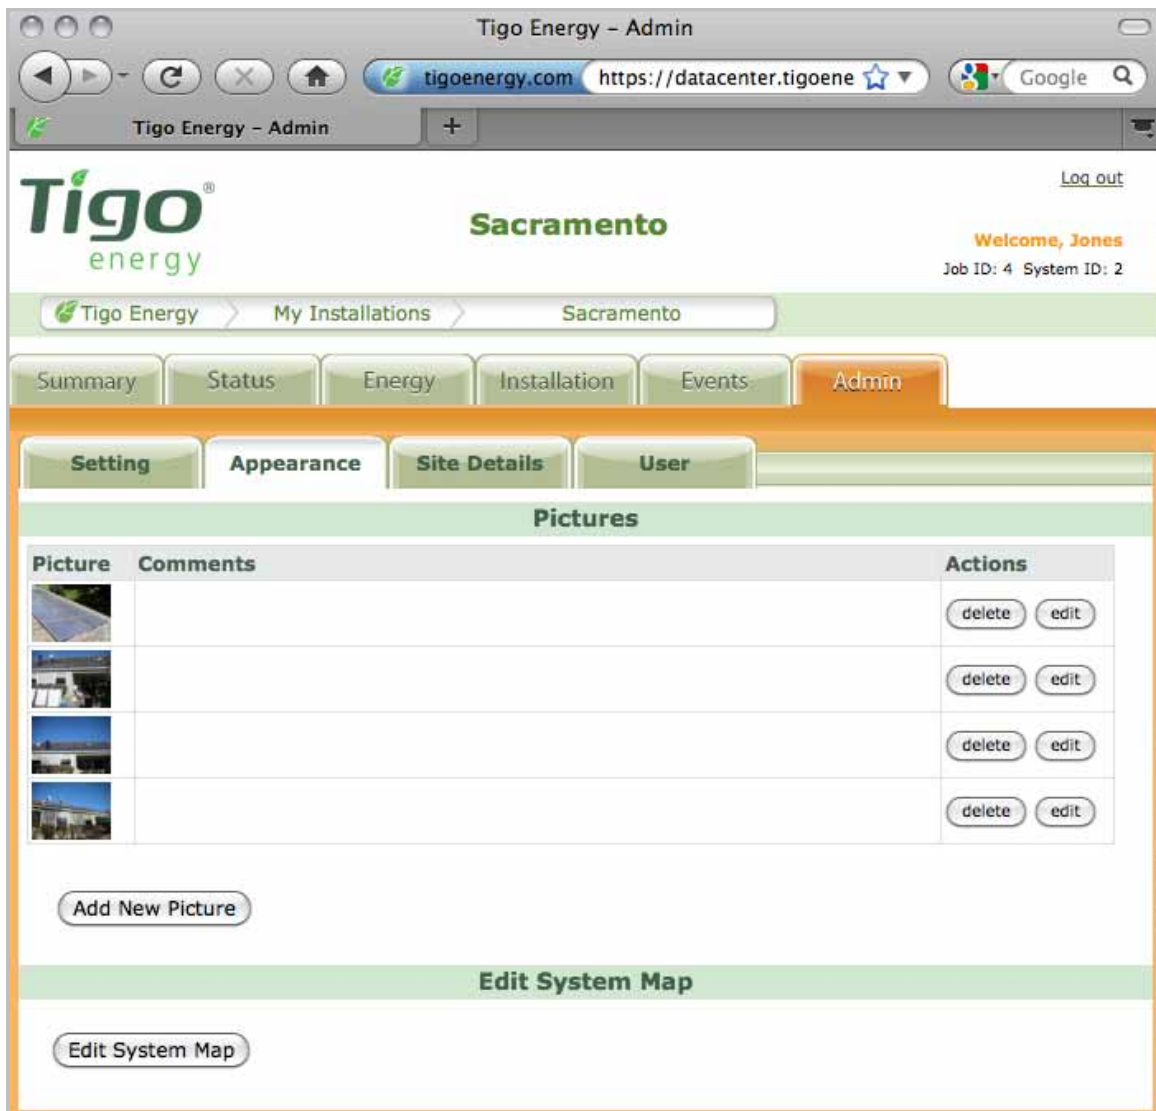 Tigo Energy – Admin
tigoenergy.com https://datacenter.tigoene Google
Tigo Energy – Admin +
Log out
Tigo®
energy
Sacramento
Welcome, Jones
Job ID: 4 System ID: 2
Tigo Energy My Installations Sacramento
Summary Status Energy Installation Events Admin
Setting Appearance Site Details User
Pictures
Picture Comments Actions
delete edit
delete edit
delete edit
delete edit
Add New Picture
Edit System Map
Edit System Map